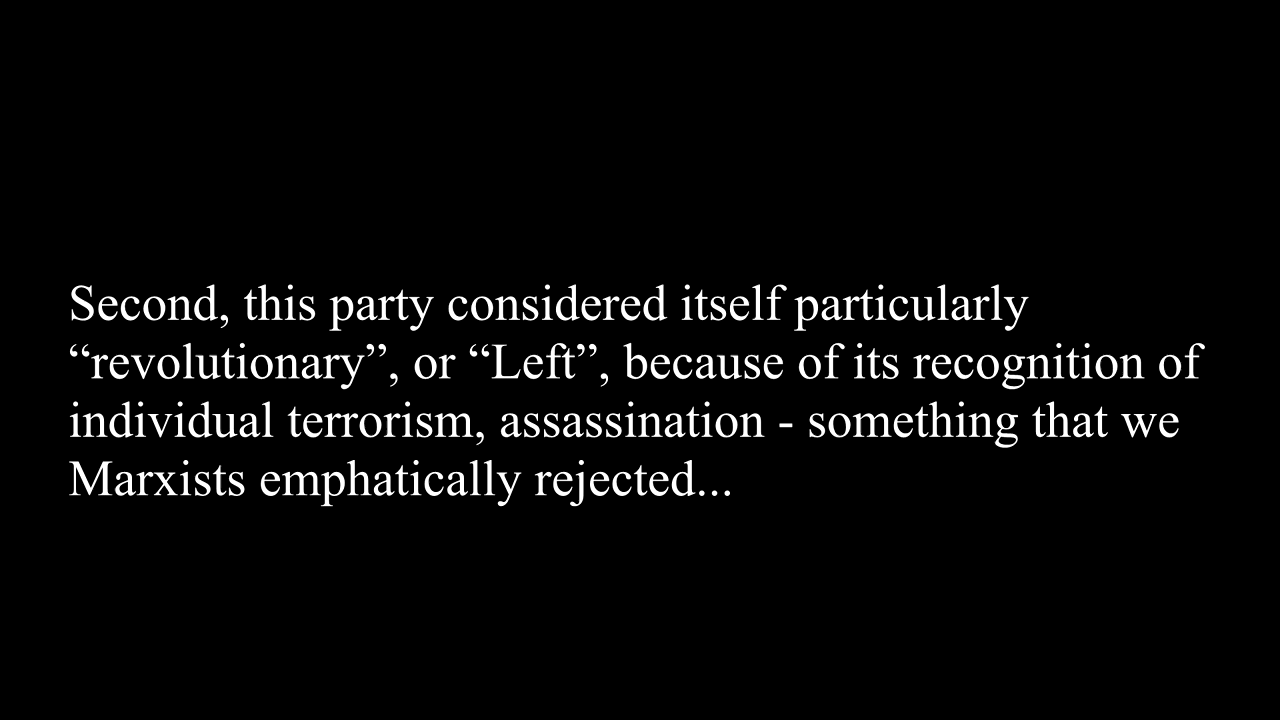 Second, this party considered itself particularly
“revolutionary”, or “Left”, because of its recognition of
individual terrorism, assassination - something that we
Marxists emphatically rejected...